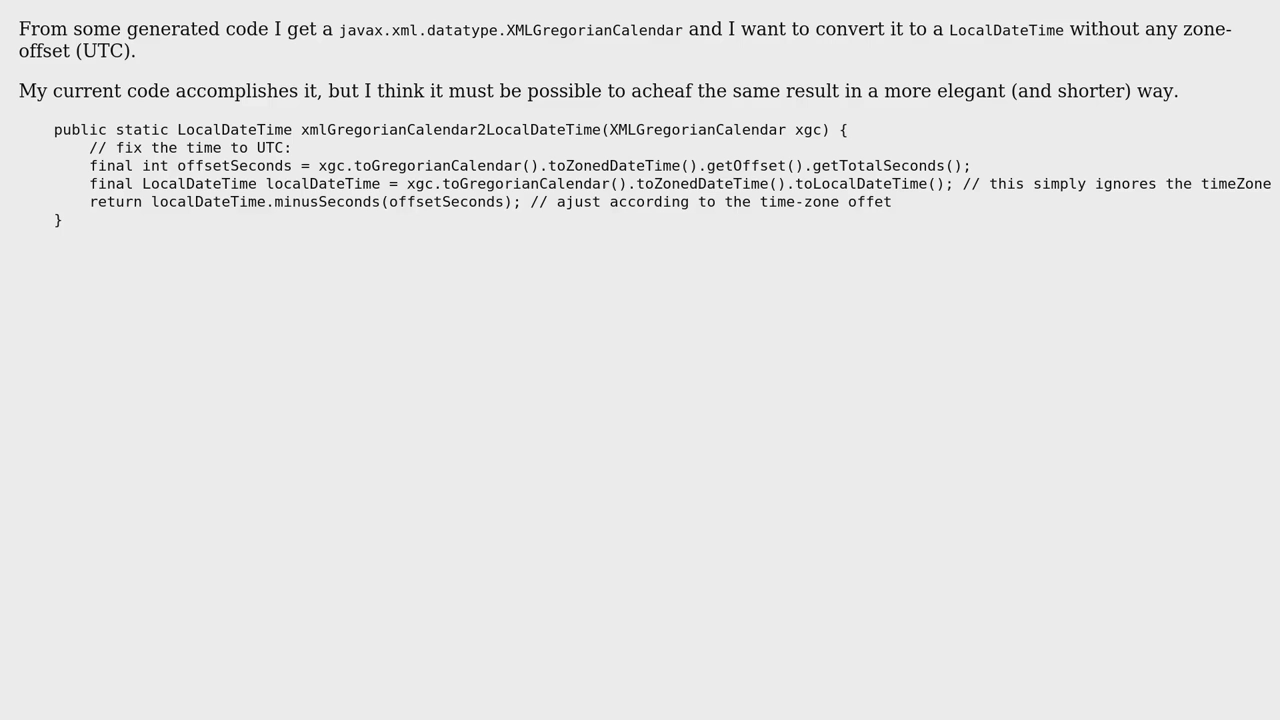 From some generated code I get a javax.xml.datatype.XMLGregorianCalendar and I want to convert it to a LocalDateTime without any zone-
offset (UTC).
My current code accomplishes it, but I think it must be possible to acheaf the same result in a more elegant (and shorter) way.
public static LocalDateTime xmlGregorianCalendar2LocalDateTime(XMLGregorianCalendar xgc) {
    // fix the time to UTC:
    final int offsetSeconds = xgc.toGregorianCalendar().toZonedDateTime().getOffset().getTotalSeconds();
    final LocalDateTime localDateTime = xgc.toGregorianCalendar().toZonedDateTime().toLocalDateTime(); // this simply ignores the timeZone
    return localDateTime.minusSeconds(offsetSeconds); // ajust according to the time-zone offet
}